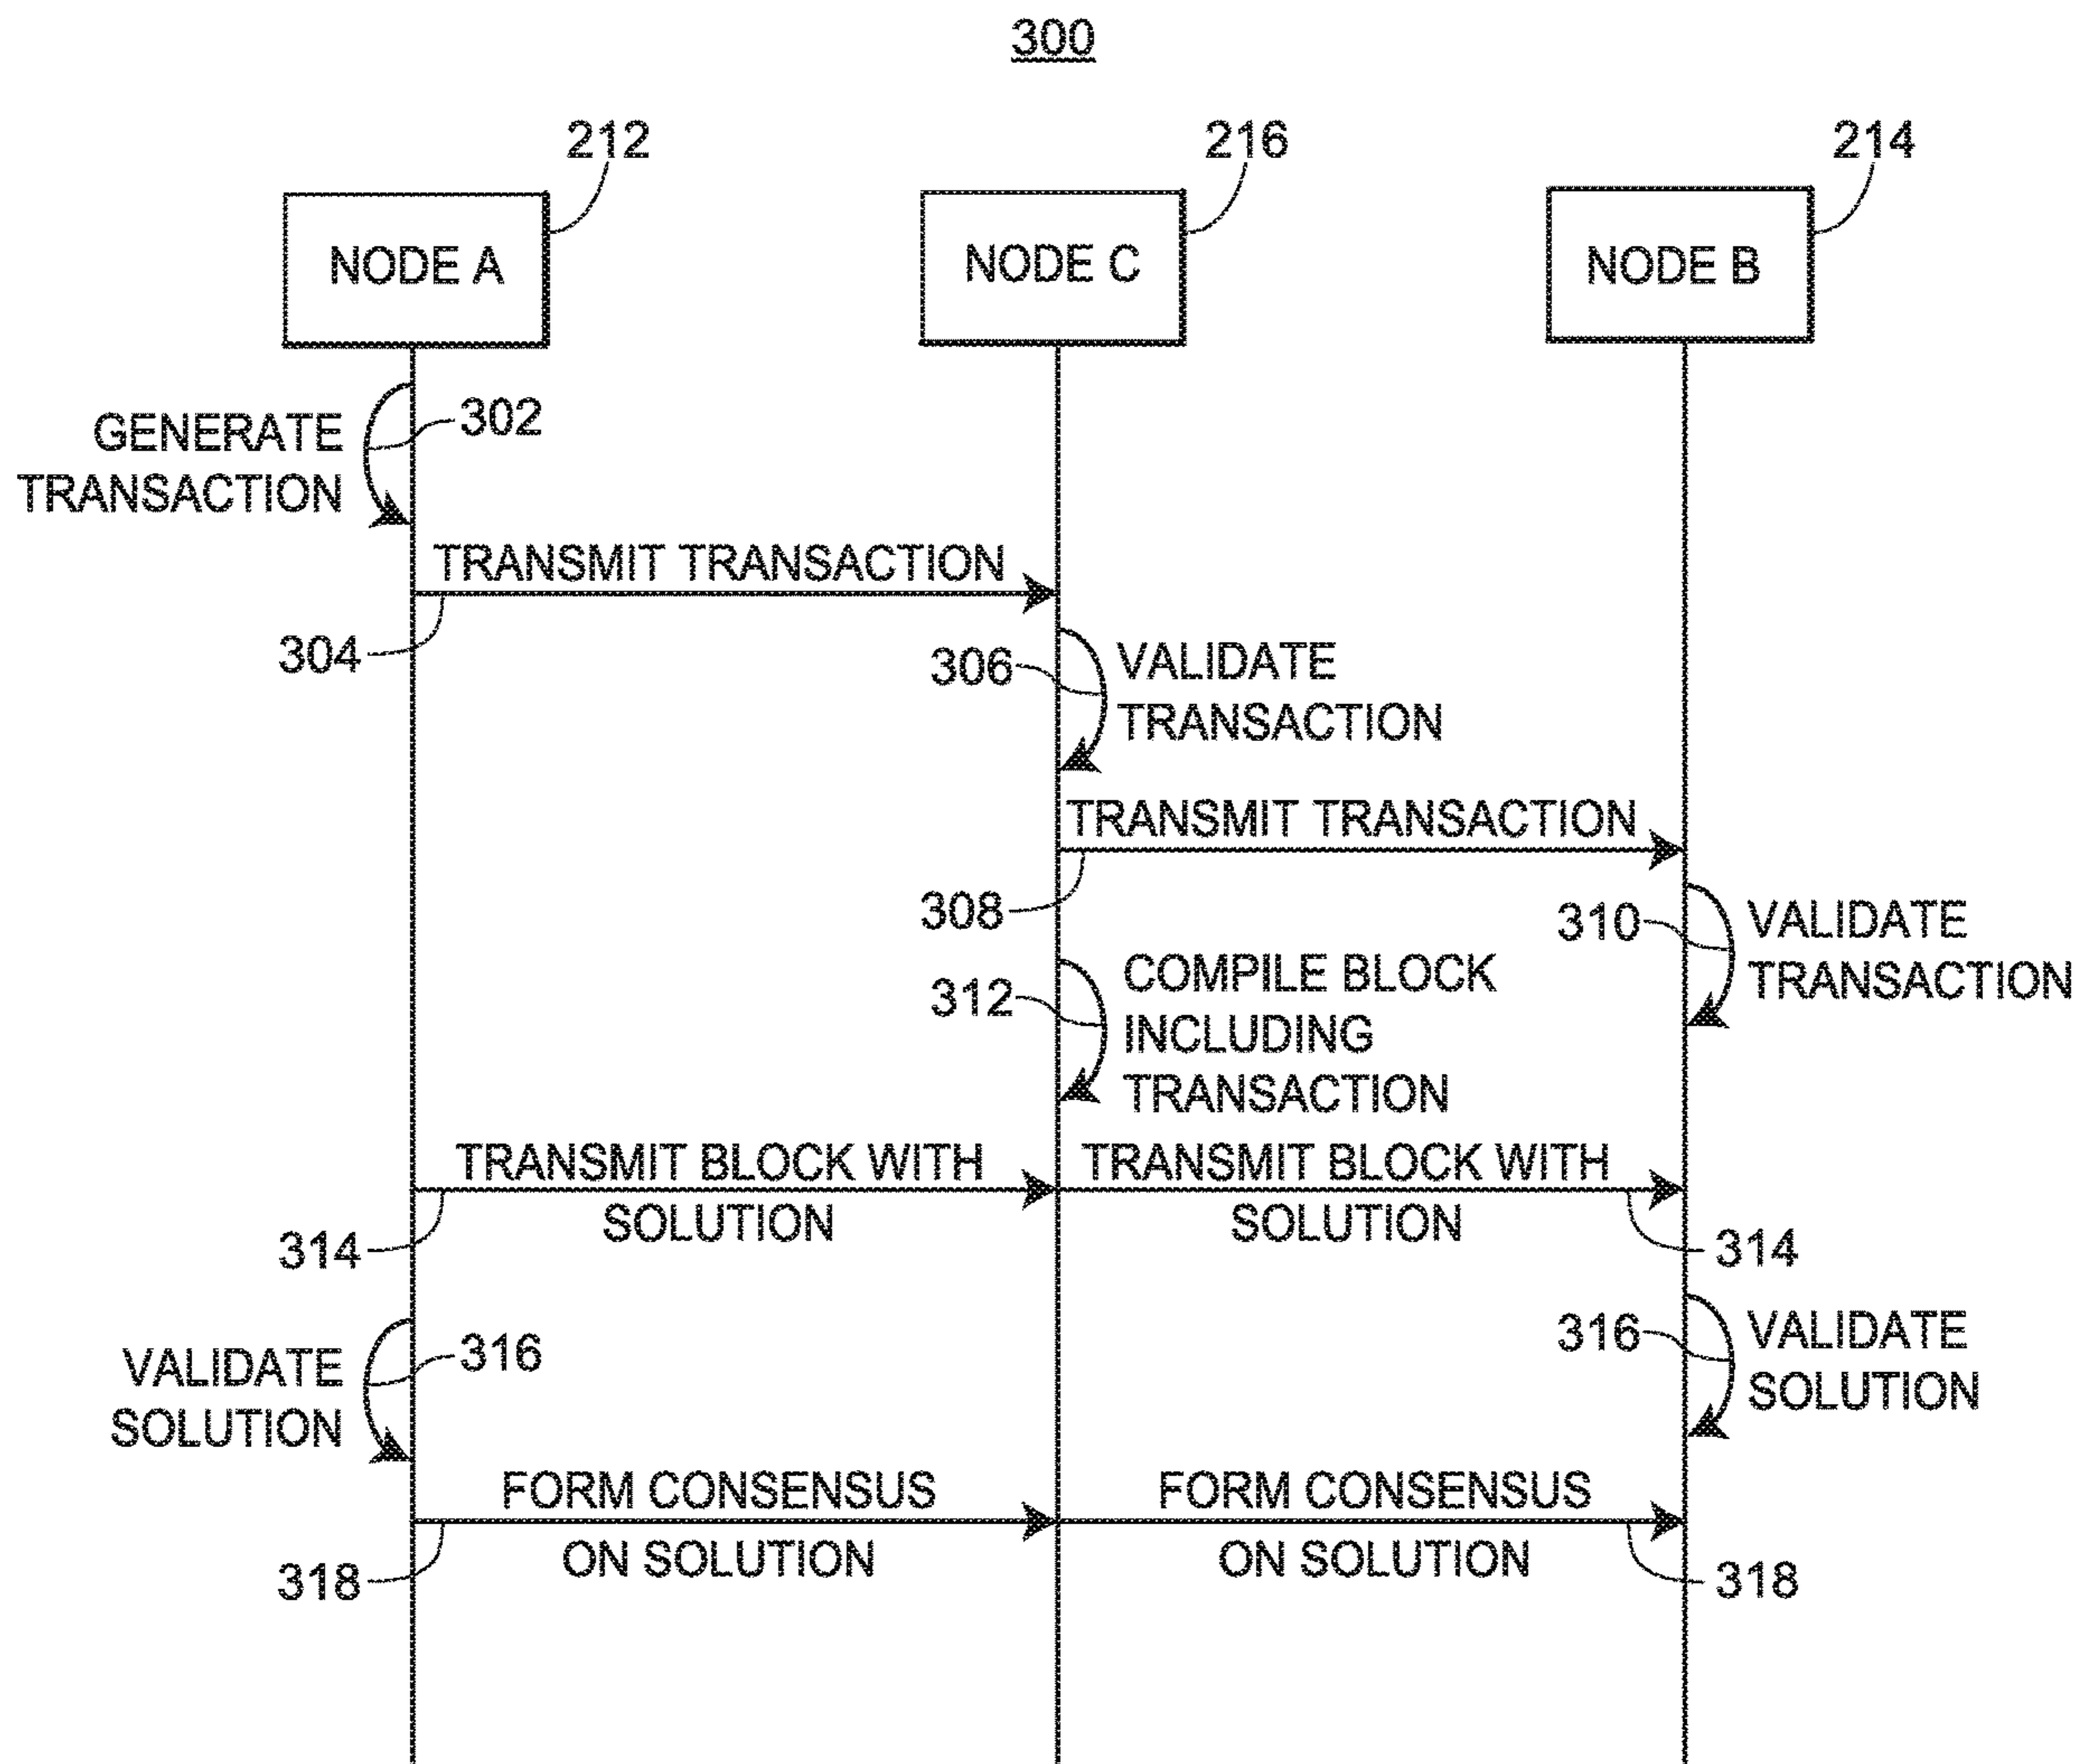 300
212
216
214
NODE A
NODE C
NODE B
302
GENERATE
TRANSACTION
TRANSMIT TRANSACTION
304
306
VALIDATE
TRANSACTION
TRANSMIT TRANSACTION
308
310
VALIDATE
TRANSACTION
312
COMPILE BLOCK
INCLUDING
TRANSACTION
TRANSMIT BLOCK WITH
SOLUTION
TRANSMIT BLOCK WITH
SOLUTION
314
314
316
VALIDATE
SOLUTION
316
VALIDATE
SOLUTION
FORM CONSENSUS
ON SOLUTION
FORM CONSENSUS
ON SOLUTION
318
318